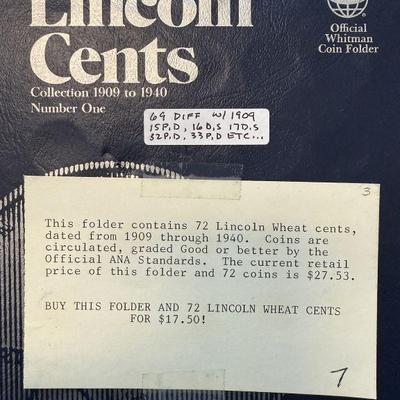 Lincoln
Cents
Collection 1909 to 1940
Number One
Official
Whitman
Coin Folder
69 DIFF W/1909
15P,D, 16D,S 17D,S
32P,D, 33P,D ETC...
3
This folder contains 72 Lincoln Wheat cents,
dated from 1909 through 1940. Coins are
circulated, graded Good or better by the
Official ANA Standards. The current retail
price of this folder and 72 coins is $27.53.
BUY THIS FOLDER AND 72 LINCOLN WHEAT CENTS
FOR $17.50!
7